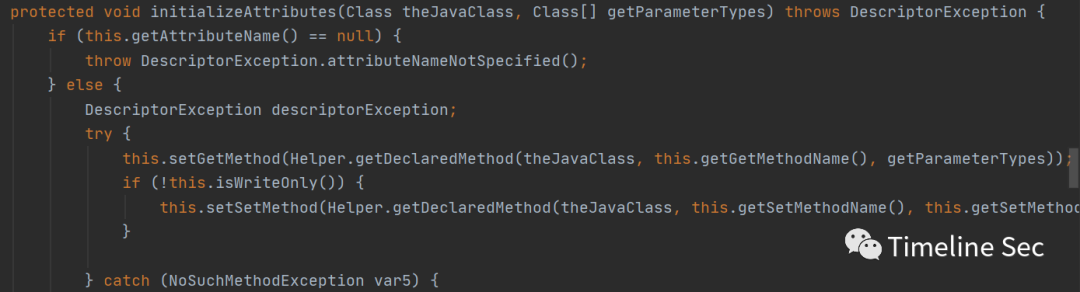 protected void initializeAttributes(Class theJavaClass, Class[] getParameterTypes) throws DescriptorException {
if (this.getAttributeName() == null) {
throw DescriptorException.attributeNameNotSpecified();
} else {
DescriptorException descriptorException;
try {
this.setGetMethod(Helper.getDeclaredMethod(theJavaClass, this.getGetMethodName(), getParameterTypes));
if (!this.isWriteOnly()) {
this.setSetMethod(Helper.getDeclaredMethod(theJavaClass, this.getSetMethodName(), this.getSetMethod
}
Timeline Sec
} catch (NoSuchMethodException var5) {